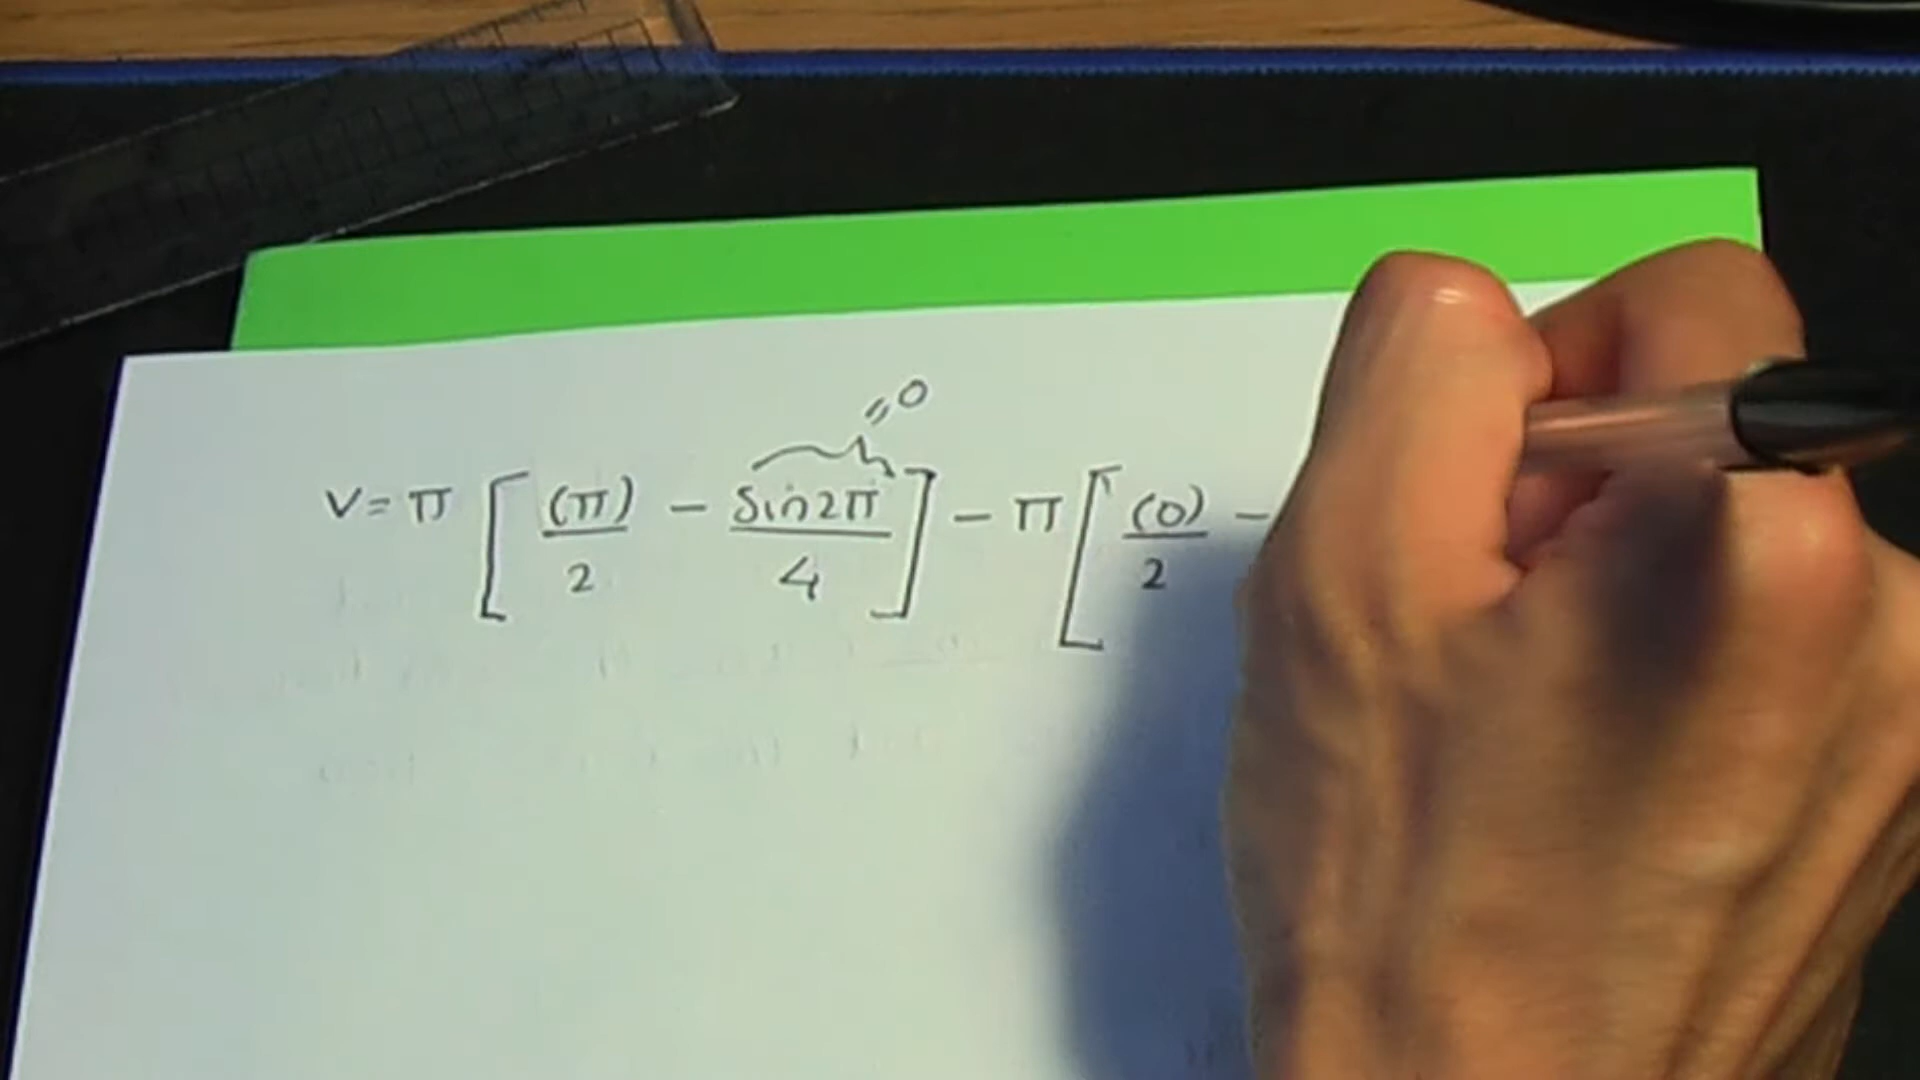 =0
V = π [ (π)/2 - sin2π/4 ] - π [ (0)/2 -